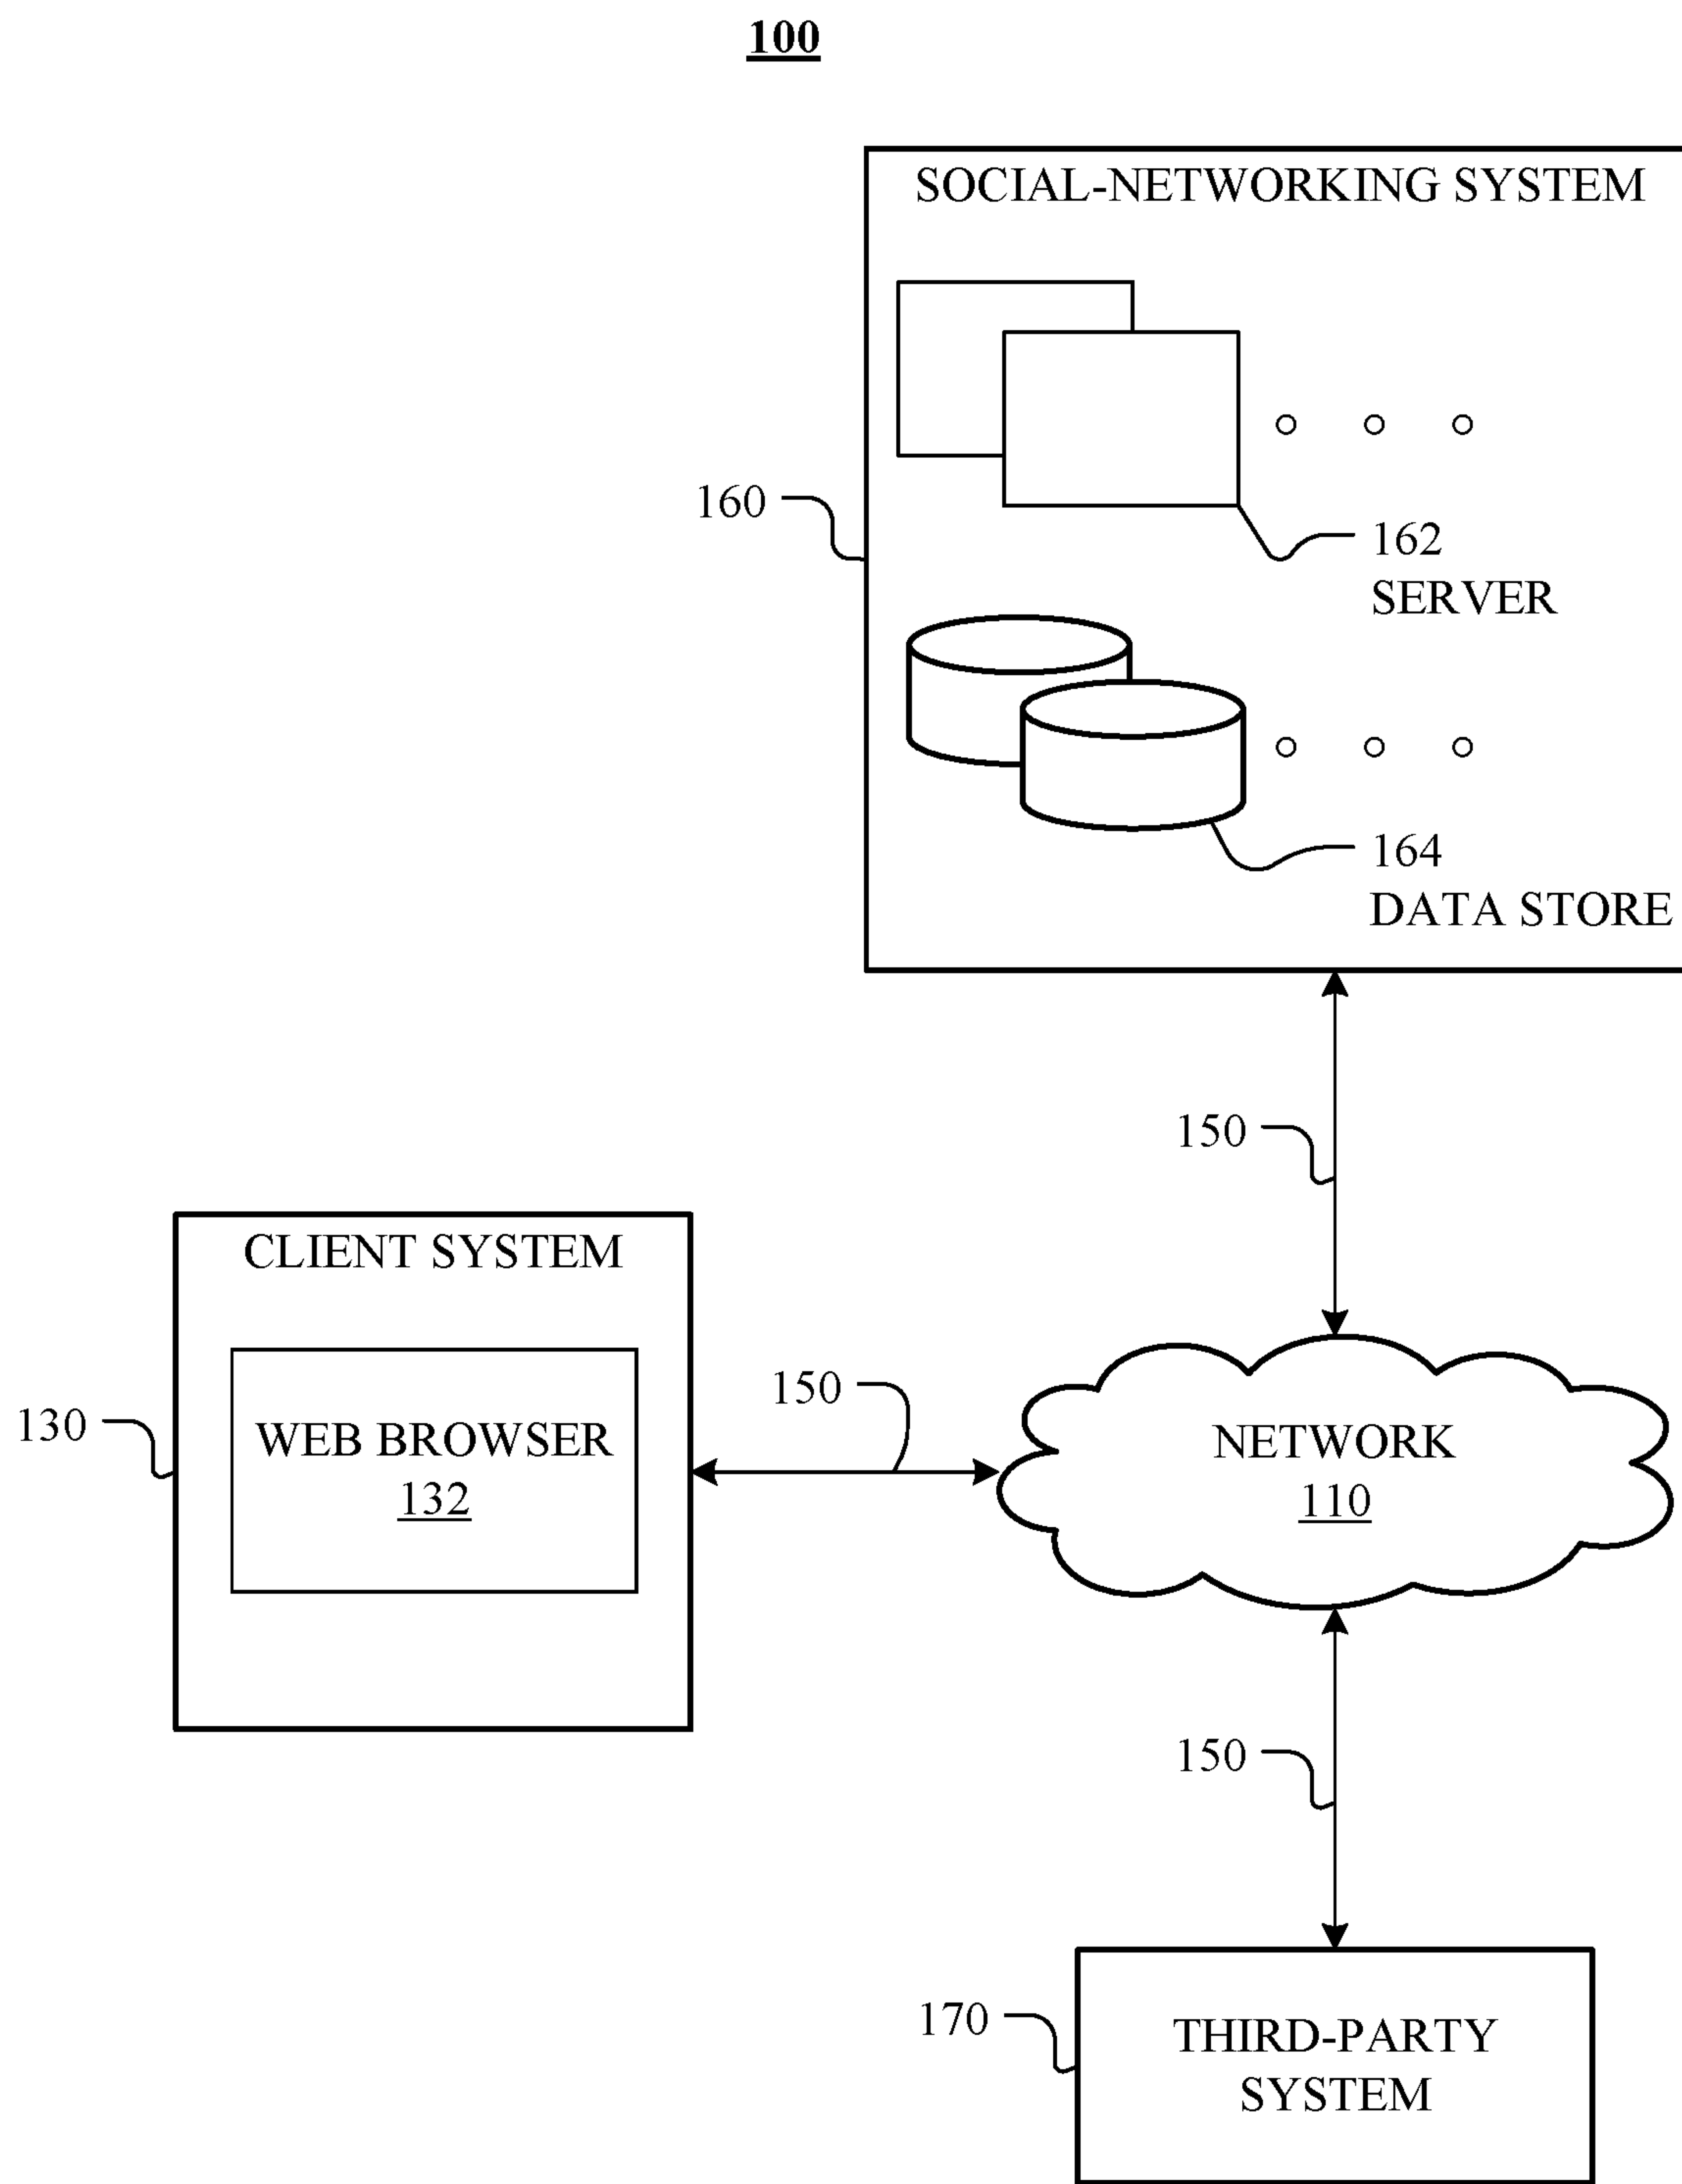 100
SOCIAL-NETWORKING SYSTEM
160
162
SERVER
164
DATA STORE
150
CLIENT SYSTEM
130
WEB BROWSER
132
150
NETWORK
110
150
170
THIRD-PARTY
SYSTEM